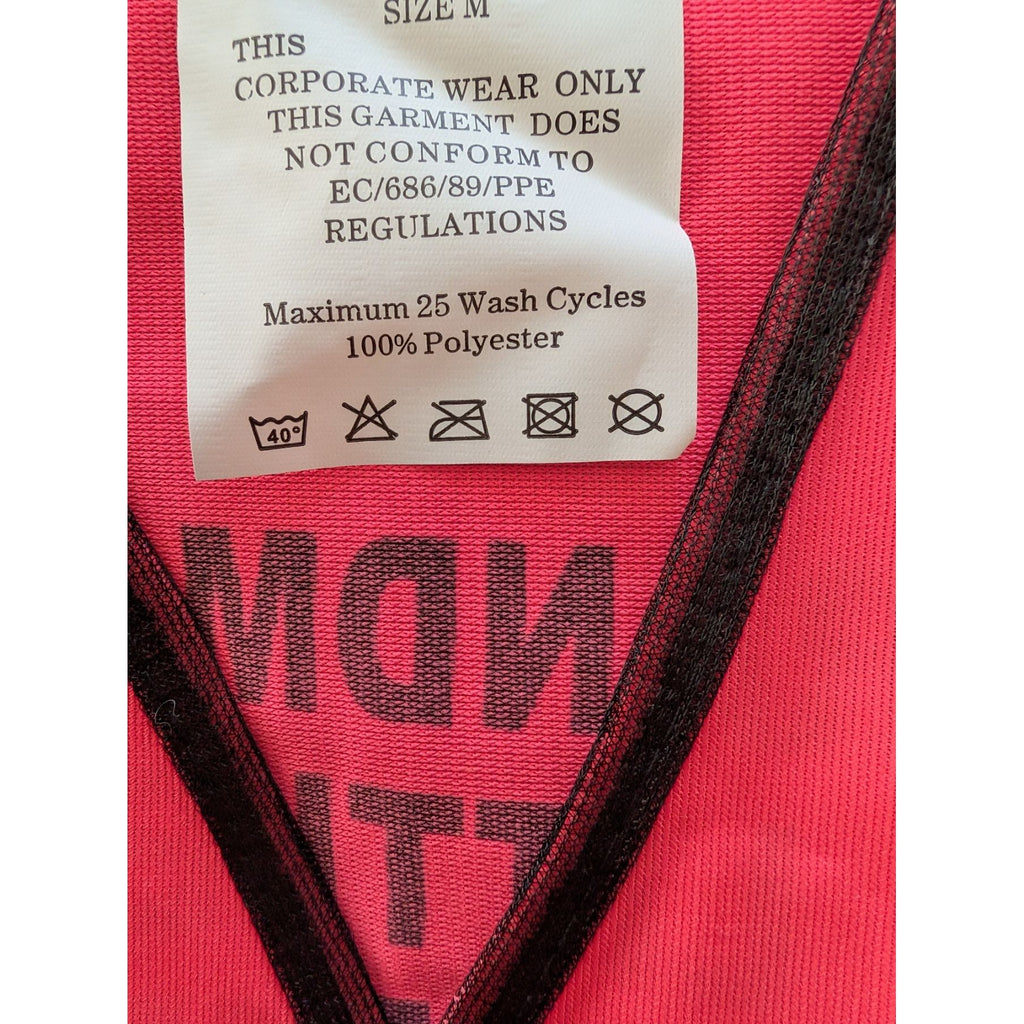 SIZE M
THIS
CORPORATE WEAR ONLY
THIS GARMENT DOES
NOT CONFORM TO
EC/686/89/PPE
REGULATIONS
Maximum 25 Wash Cycles
100% Polyester
40°
NDM